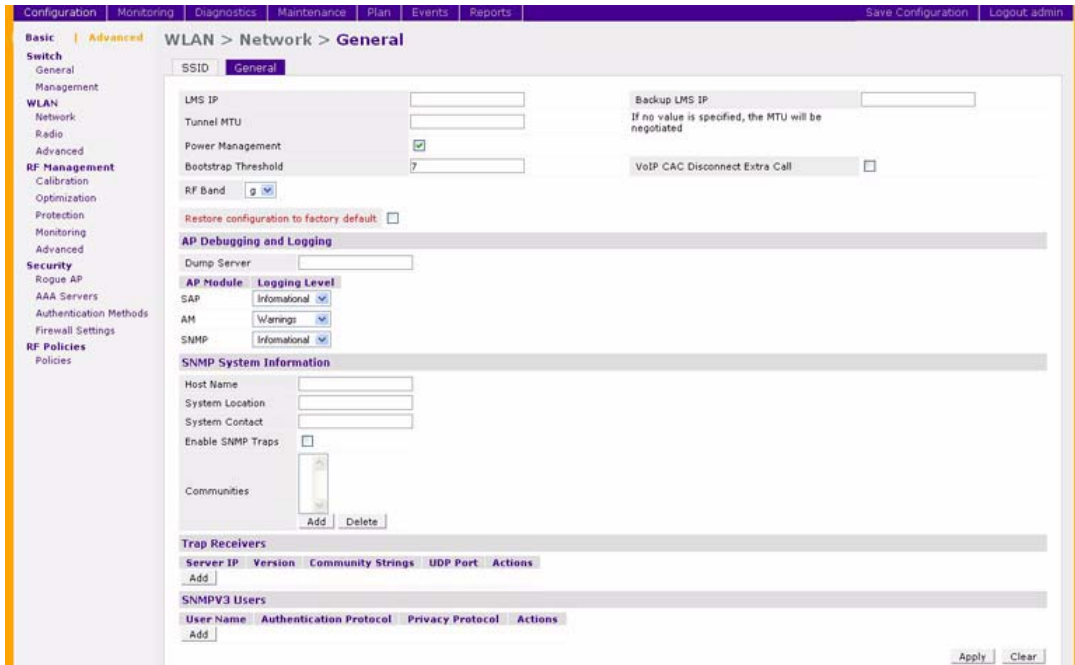 Configuration Monitoring Diagnostics Maintenance Plan Events Reports Save Configuration Logout admin
Basic | Advanced
Switch
General
Management
WLAN
Network
Radio
Advanced
RF Management
Calibration
Optimization
Protection
Monitoring
Advanced
Security
Rogue AP
AAA Servers
Authentication Methods
Firewall Settings
RF Policies
Policies
WLAN > Network > General
SSID General
LMS IP Backup LMS IP
Tunnel MTU If no value is specified, the MTU will be
negotiated
Power Management
Bootstrap Threshold 7 VoIP CAC Disconnect Extra Call
RF Band g
Restore configuration to factory default
AP Debugging and Logging
Dump Server
AP Module Logging Level
SAP Informational
AM Warnings
SNMP Informational
SNMP System Information
Host Name
System Location
System Contact
Enable SNMP Traps
Communities
Add Delete
Trap Receivers
Server IP Version Community Strings UDP Port Actions
Add
SNMPV3 Users
User Name Authentication Protocol Privacy Protocol Actions
Add
Apply Clear